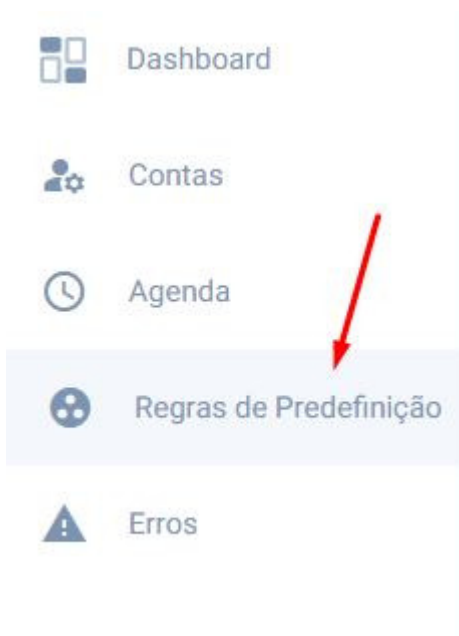 Dashboard
Contas
Agenda
Regras de Predefinição
Erros